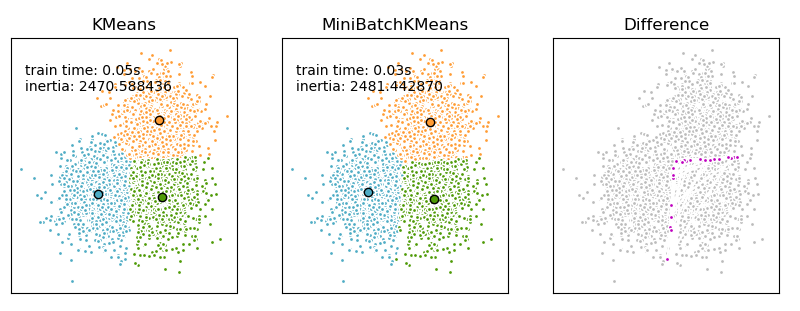 KMeans
train time: 0.05s
inertia: 2470.588436
MiniBatchKMeans
train time: 0.03s
inertia: 2481.442870
Difference